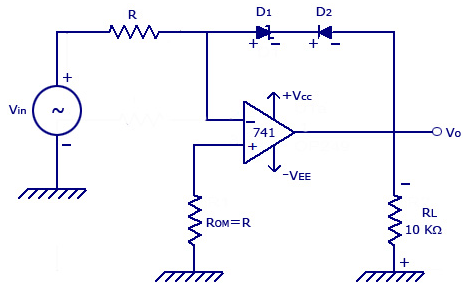 R
D1
D2
+
-
+
-
+
Vin
~
-
+Vcc
-
741
+
-VEE
Vo
ROM=R
-
RL
10 KΩ
+